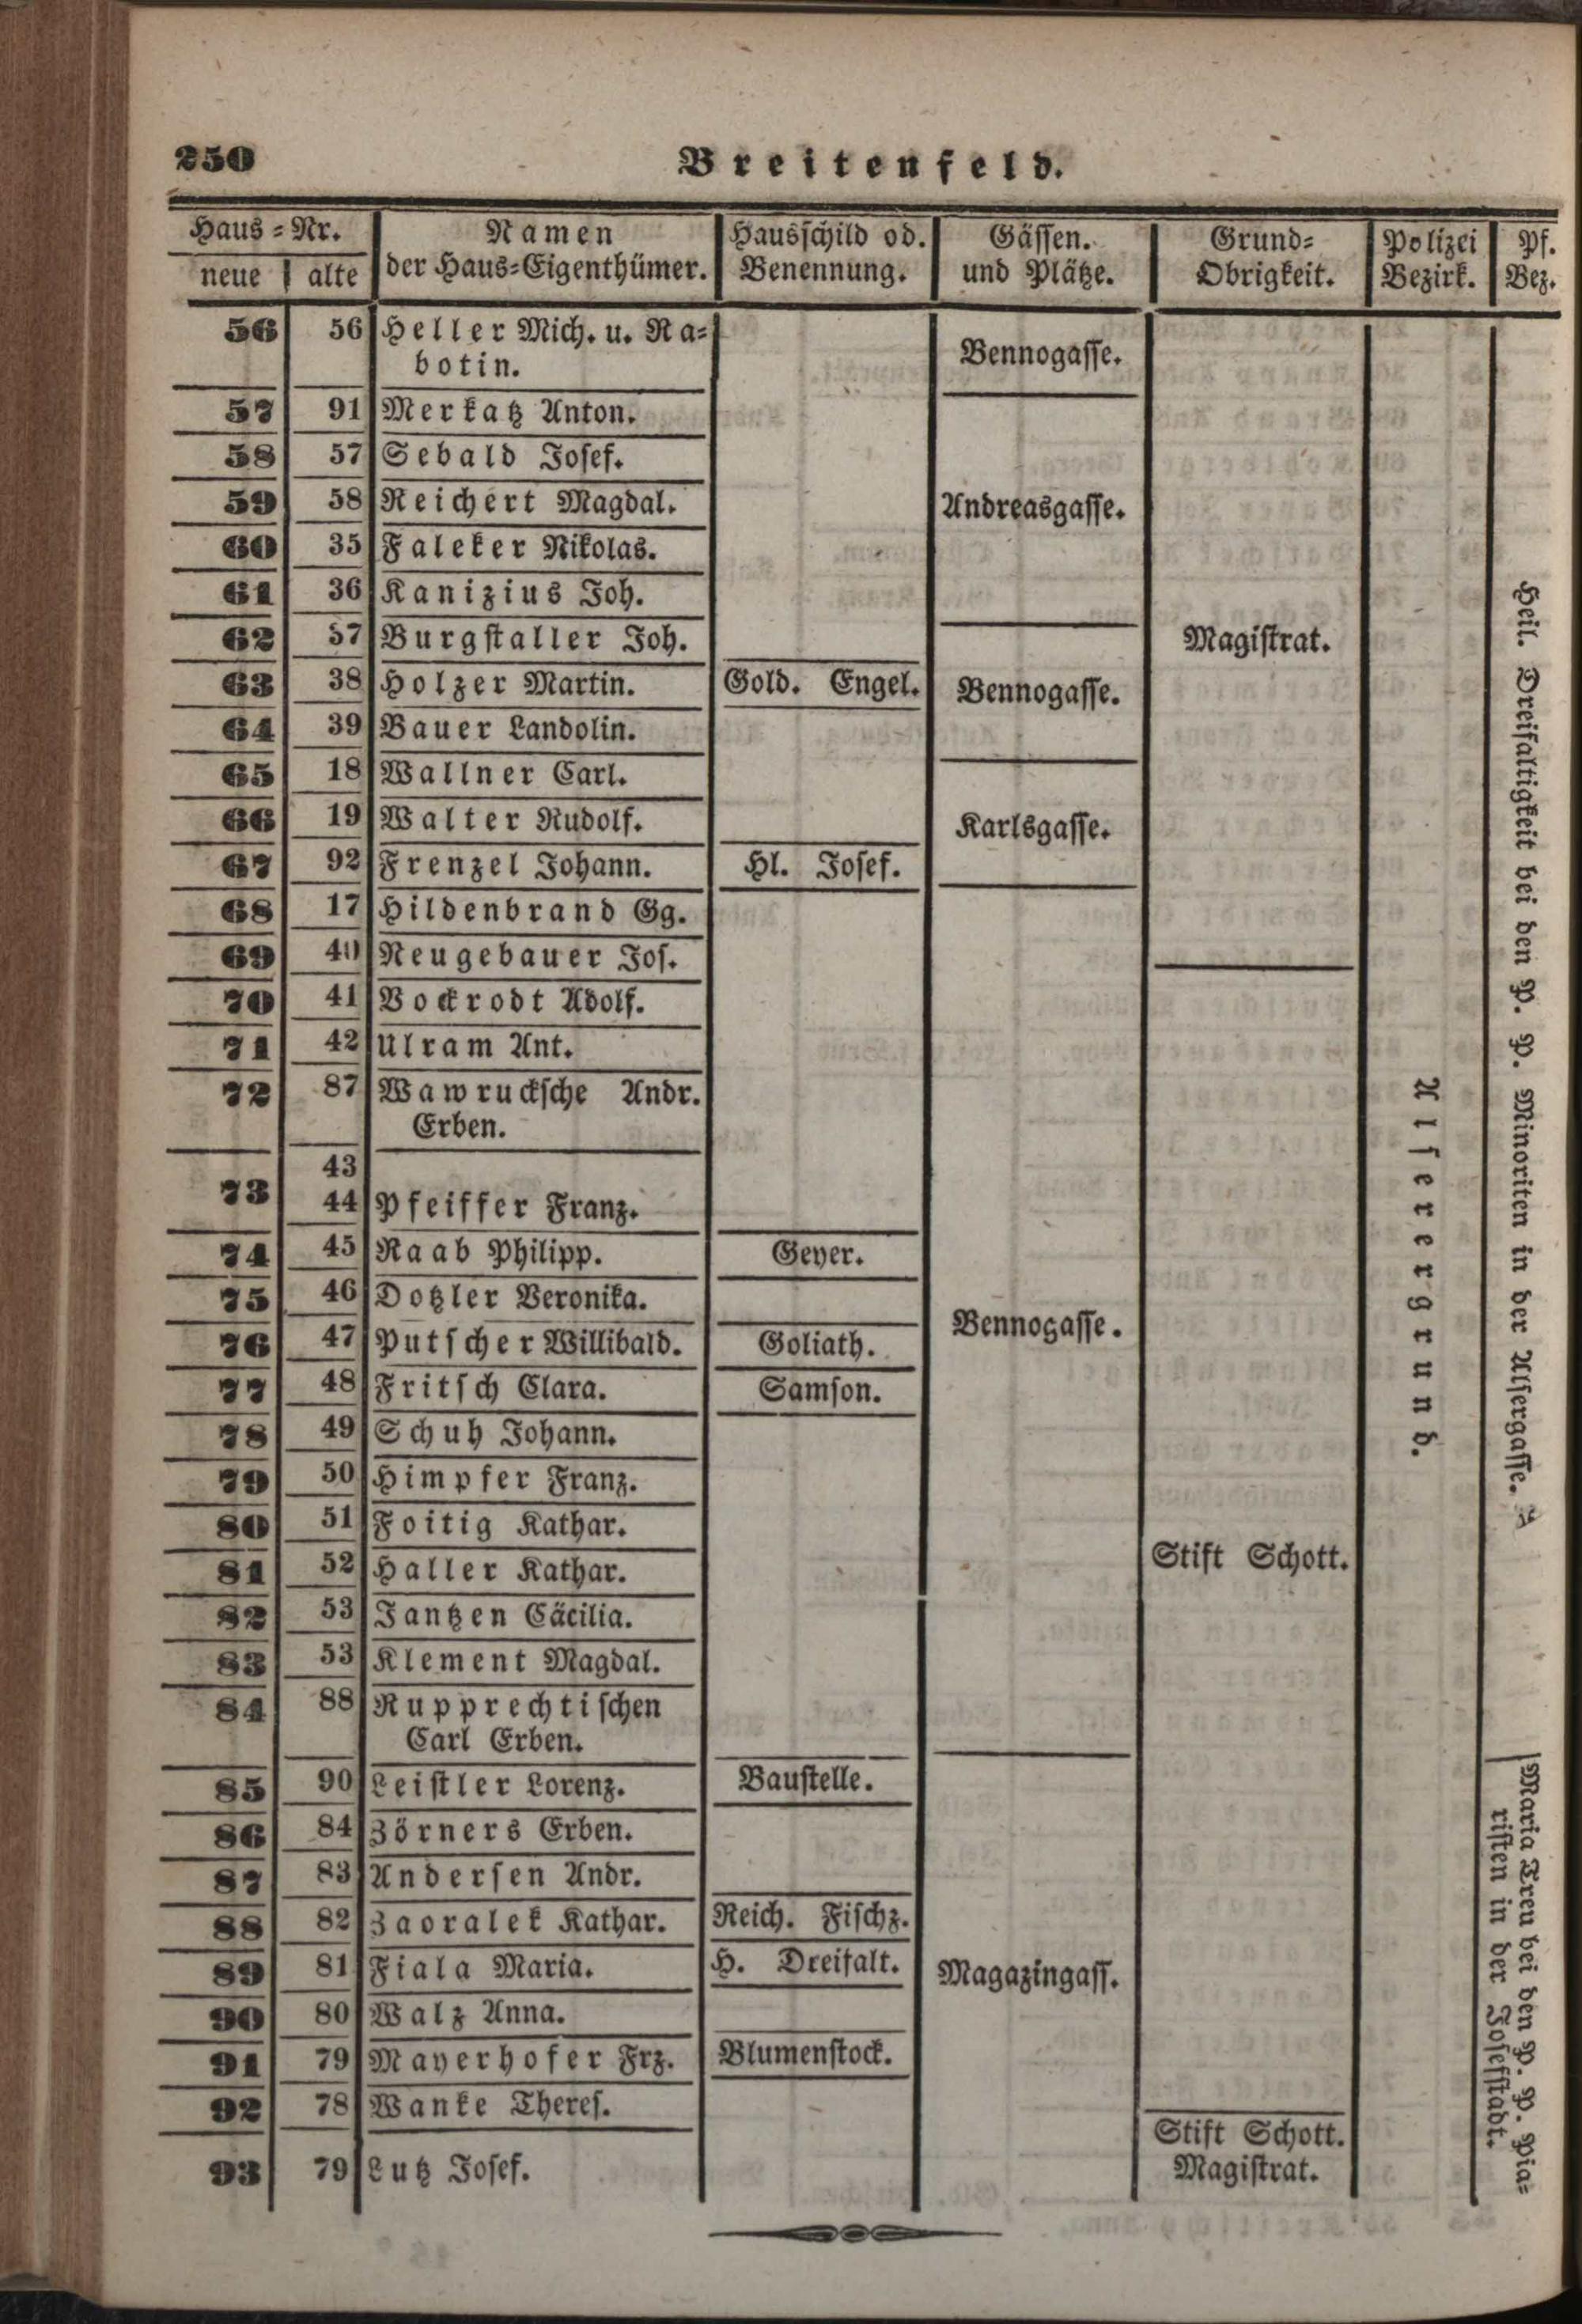 250 Breitenfeld.
Haus-Nr. Namen Hausschild od. Gässen. Grund- Polizei Pf.
neue alte der Haus-Eigenthümer. Benennung. und Plätze. Obrigkeit. Bezirk. Bez.
56 56 Heller Mich. u. Ra-
botin.
Bennogasse.
57 91 Merkatz Anton.
58 57 Sebald Josef.
59 58 Reichert Magdal. Andreasgasse.
60 35 Faleker Nikolas.
61 36 Kanizius Joh.
62 37 Burgstaller Joh. Magistrat.
63 38 Holzer Martin. Gold. Engel. Bennogasse.
64 39 Bauer Landolin.
65 18 Wallner Carl.
66 19 Walter Rudolf. Karlsgasse.
67 92 Frenzel Johann. Hl. Josef.
68 17 Hildenbrand Gg.
69 40 Neugebauer Jos.
70 41 Bockrodt Adolf.
71 42 Ulram Ant.
72 87 Wawrucksche Andr.
Erben.
43
73 44 Pfeiffer Franz.
74 45 Raab Philipp. Geyer.
75 46 Dotzler Veronika.
76 47 Putscher Willibald. Goliath. Bennogasse.
77 48 Fritsch Clara. Samson.
78 49 Schuh Johann.
79 50 Himpfer Franz.
80 51 Foitig Kathar.
81 52 Haller Kathar. Stift Schott.
82 53 Jantzen Cäcilia.
83 53 Klement Magdal.
84 88 Rupprechtischen
Carl Erben.
85 90 Leistler Lorenz. Baustelle.
86 84 Zörners Erben.
87 83 Andersen Andr.
88 82 Zaoralek Kathar. Reich. Fischz.
89 81 Fiala Maria. H. Dreifalt. Magazingass.
90 80 Walz Anna.
91 79 Mayerhofer Frz. Blumenstock.
92 78 Wanke Theres.
Stift Schott.
93 79 Lutz Josef. Magistrat.
Alserergrund.
Heil. Dreifaltigkeit bei den P. P. Minoriten in der Alsergasse.
Maria Treu bei den P. P. Pia-
risten in der Josefstadt.